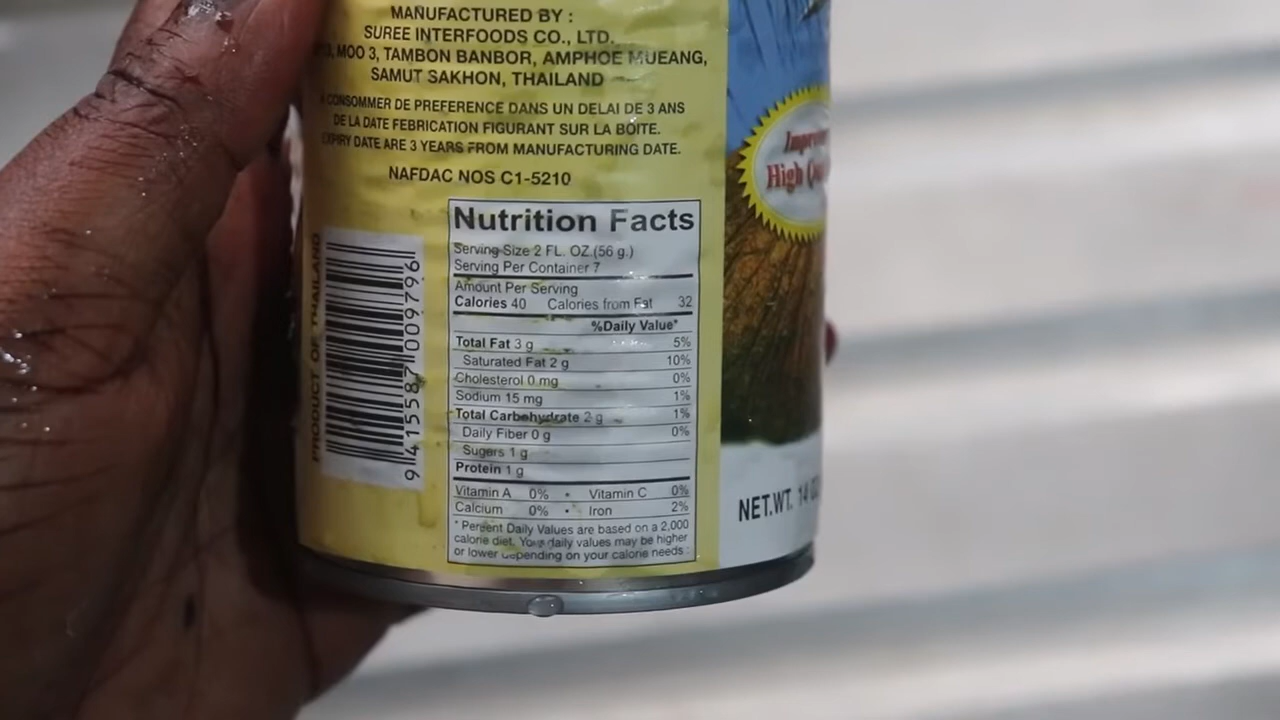 MANUFACTURED BY :
SUREE INTERFOODS CO., LTD.
MOO 3, TAMBON BANBOR, AMPHOE MUEANG,
SAMUT SAKHON, THAILAND
CONSOMMER DE PREFERENCE DANS UN DELAI DE 3 ANS
DE LA DATE FEBRICATION FIGURANT SUR LA BOITE.
EXPIRY DATE ARE 3 YEARS FROM MANUFACTURING DATE.
NAFDAC NOS C1-5210
PRODUCT OF THAILAND
9 415587 009796
Nutrition Facts
Serving Size 2 FL. OZ.(56 g.)
Serving Per Container 7
Amount Per Serving
Calories 40 Calories from Fat 32
%Daily Value*
Total Fat 3 g 5%
Saturated Fat 2 g 10%
Cholesterol 0 mg 0%
Sodium 15 mg 1%
Total Carbohydrate 2 g 1%
Daily Fiber 0 g 0%
Sugers 1 g
Protein 1 g
Vitamin A 0% • Vitamin C 0%
Calcium 0% • Iron 2%
* Persent Daily Values are based on a 2,000
calorie diet. Your daily values may be higher
or lower depending on your calorie needs :
High
NET.WT. 14